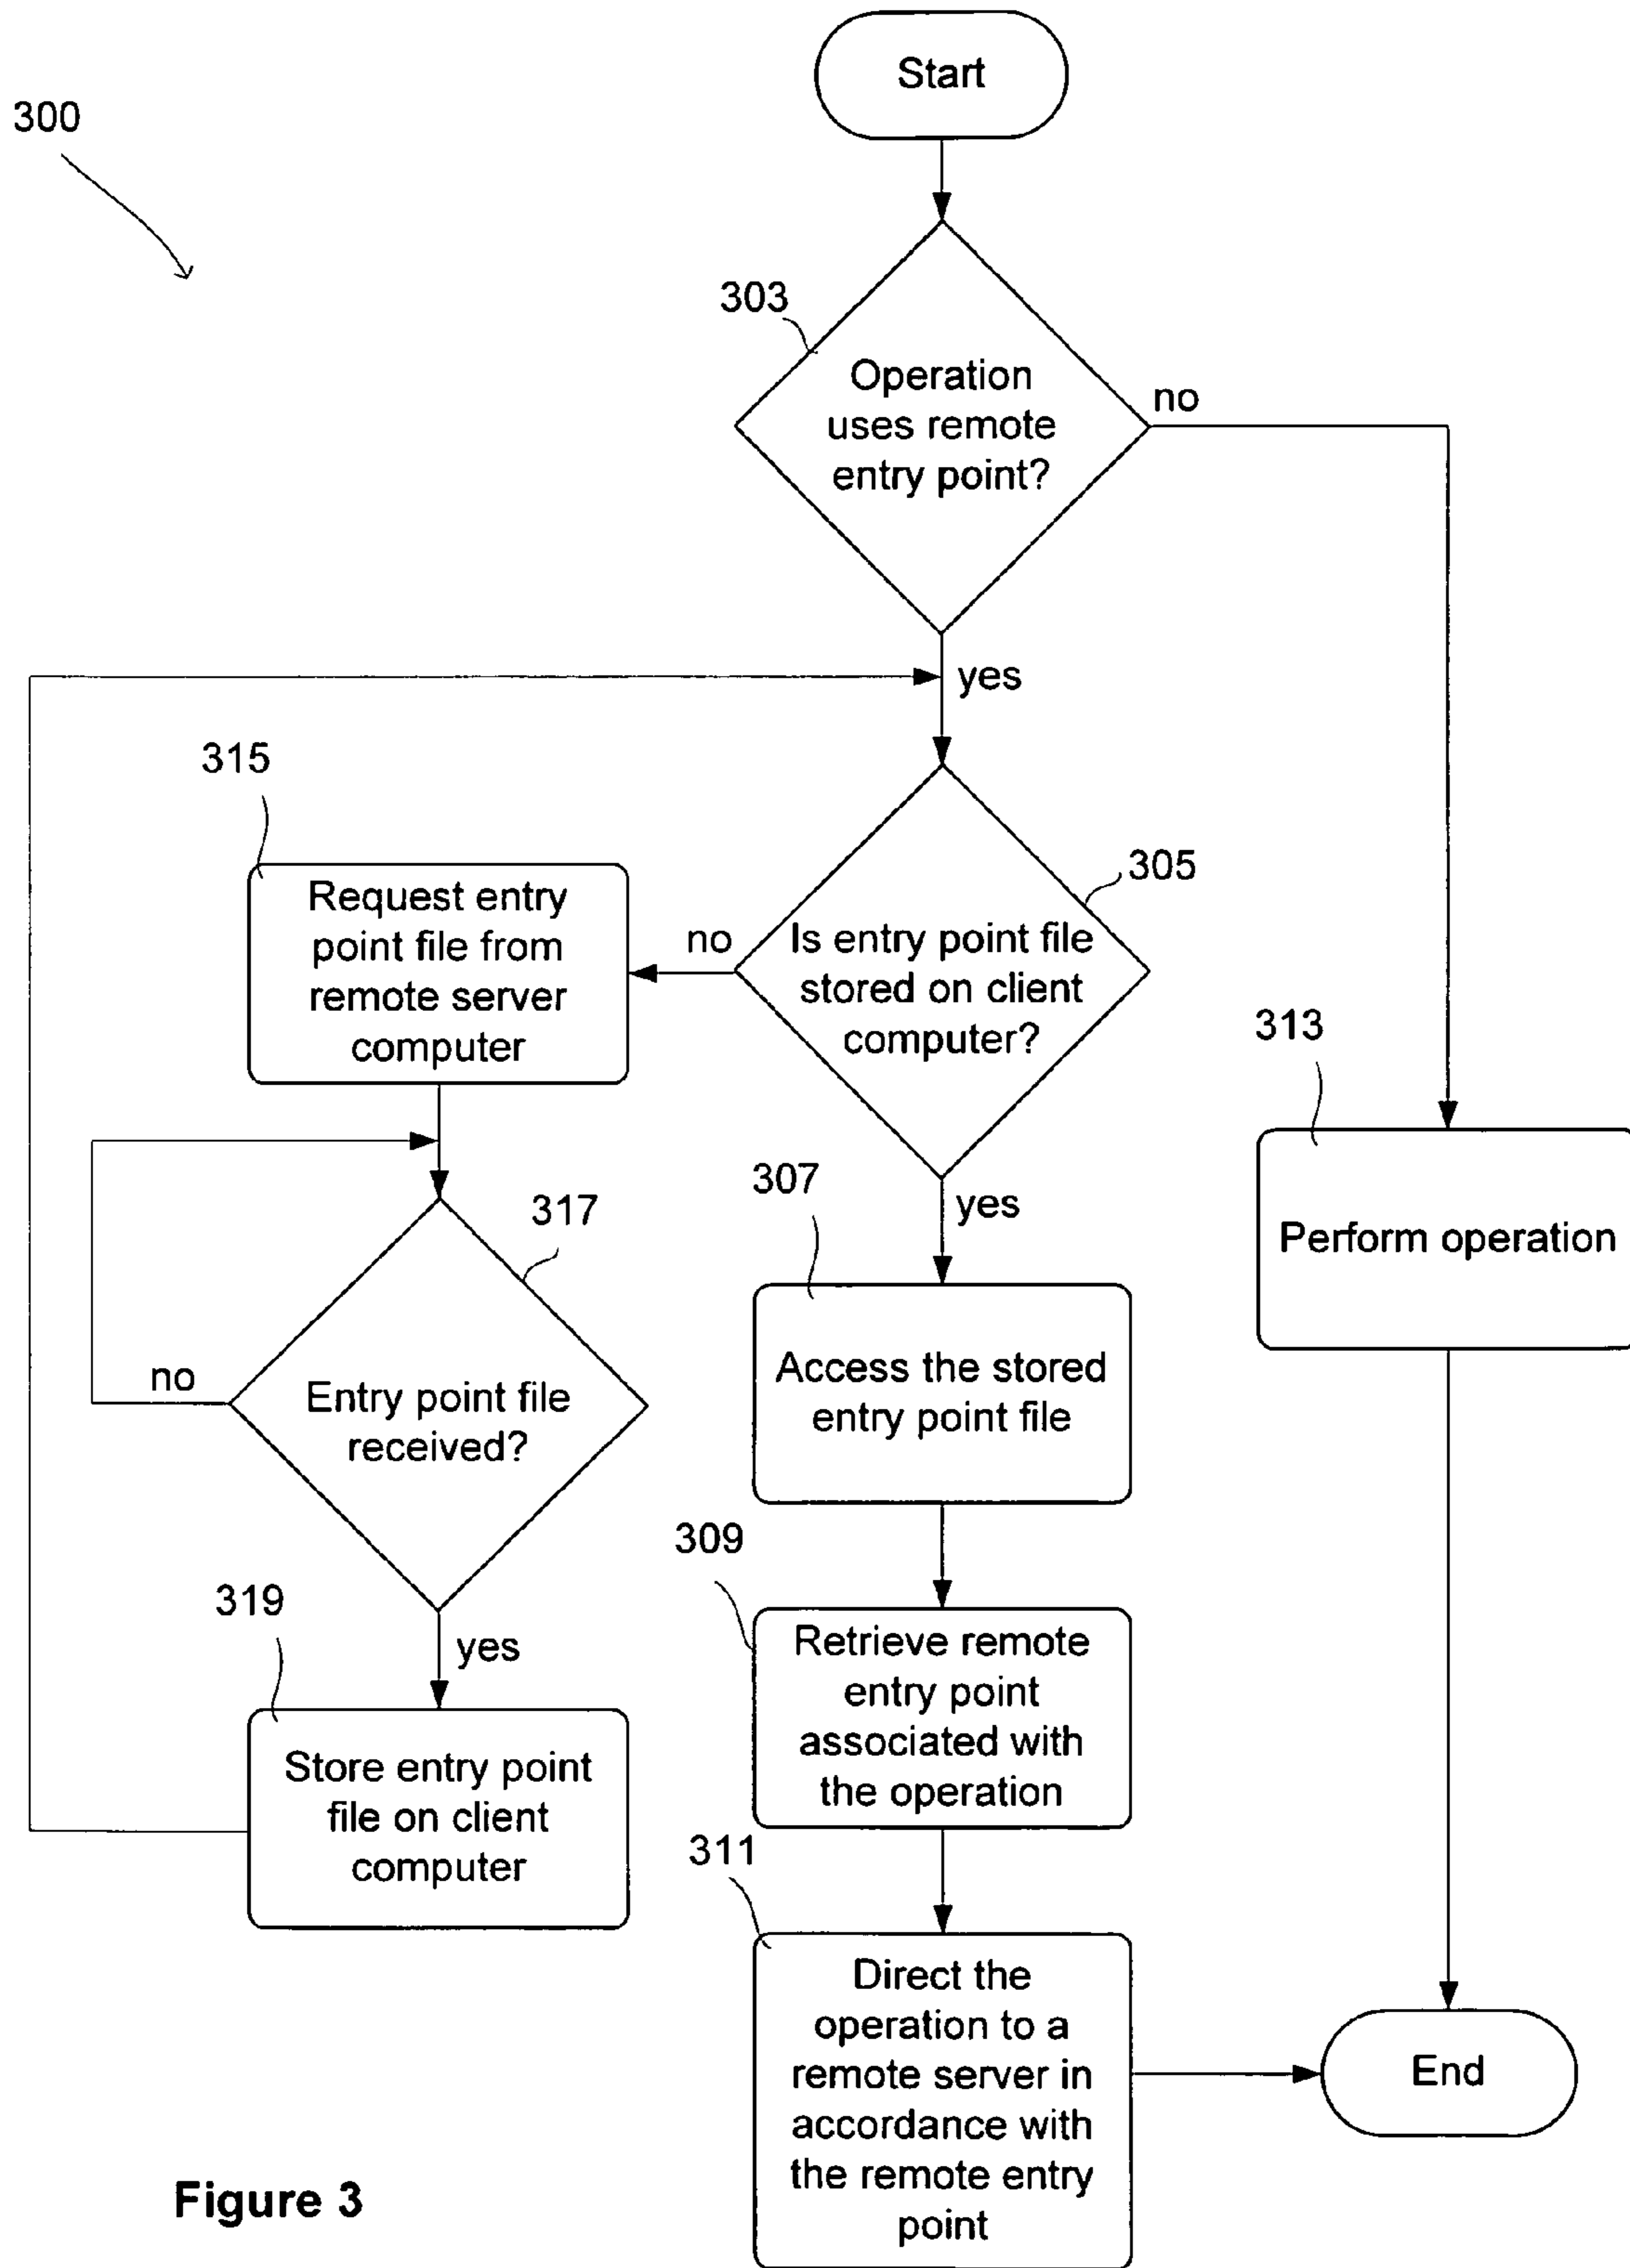 Start
300
303
Operation
uses remote
entry point?
no
yes
315
305
Request entry
point file from
remote server
computer
no
Is entry point file
stored on client
computer?
313
307
yes
317
Perform operation
no
Entry point file
received?
Access the stored
entry point file
309
319
yes
Retrieve remote
entry point
associated with
the operation
Store entry point
file on client
computer
311
Direct the
operation to a
remote server in
accordance with
the remote entry
point
End
Figure 3